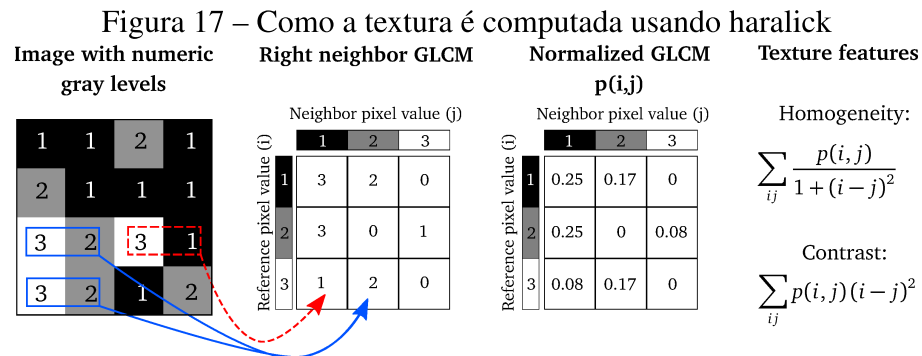 Figura 17 – Como a textura é computada usando haralick
Image with numeric
gray levels
1 1 2 1
2 1 1 1
3 2 3 1
3 2 1 2
Right neighbor GLCM
Neighbor pixel value (j)
1 2 3
Reference pixel value (i)
1 3 2 0
2 3 0 1
3 1 2 0
Normalized GLCM
p(i,j)
Neighbor pixel value (j)
1 2 3
Reference pixel value (i)
1 0.25 0.17 0
2 0.25 0 0.08
3 0.08 0.17 0
Texture features
Homogeneity:
∑ij p(i,j) / 1+(i−j)²
Contrast:
∑ij p(i,j)(i−j)²